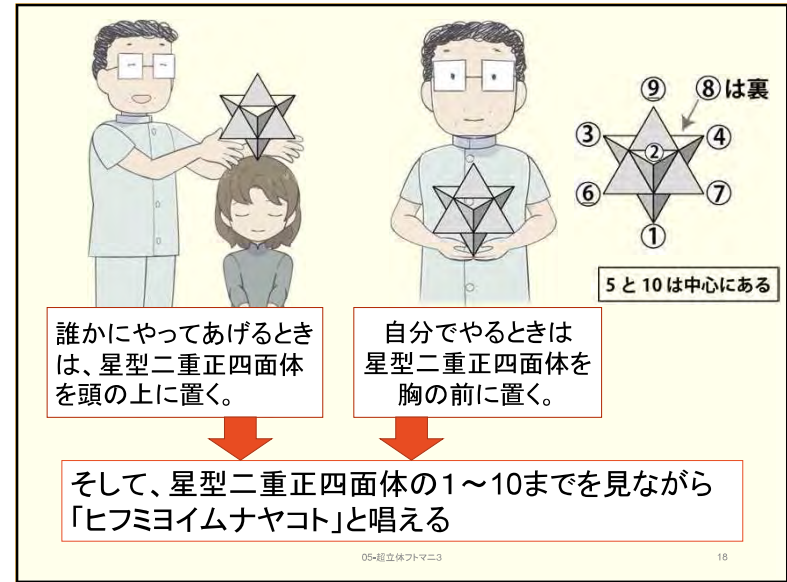 ⑨
⑧は裏
③
④
②
⑥
⑦
①
5と10は中心にある
誰かにやってあげるとき
は、星型二重正四面体
を頭の上に置く。
自分でやるときは
星型二重正四面体を
胸の前に置く。
そして、星型二重正四面体の1～10までを見ながら
「ヒフミヨイムナヤコト」と唱える
05-超立体フトマニ3
18